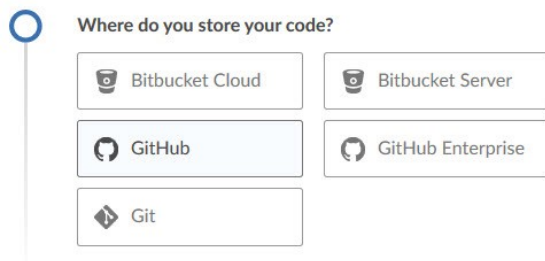 Where do you store your code?
Bitbucket Cloud
Bitbucket Server
GitHub
GitHub Enterprise
Git